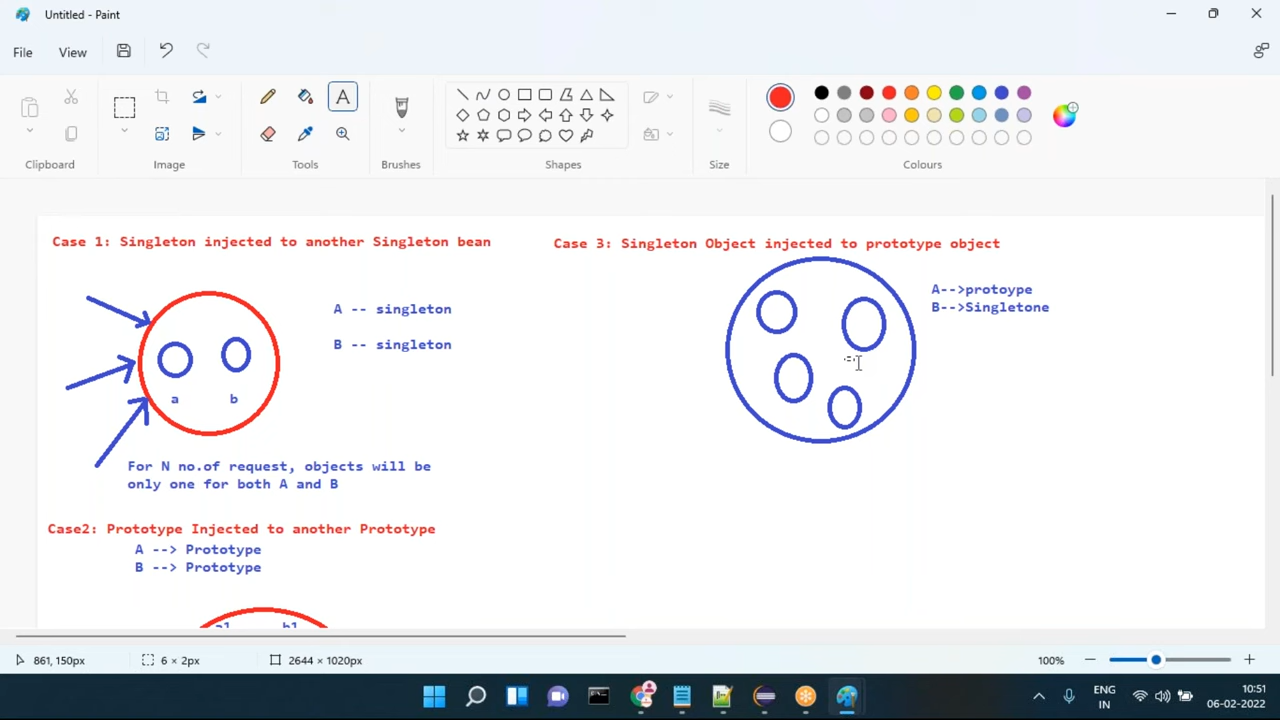 Untitled - Paint
File
View
Clipboard
Image
Tools
Brushes
Shapes
Size
Colours
Case 1: Singleton injected to another Singleton bean
A -- singleton
B -- singleton
a
b
For N no.of request, objects will be
only one for both A and B
Case2: Prototype Injected to another Prototype
A --> Prototype
B --> Prototype
a1
b1
Case 3: Singleton Object injected to prototype object
A-->protoype
B-->Singletone
861, 150px
6 × 2px
2644 × 1020px
100%
ENG
IN
10:51
06-02-2022